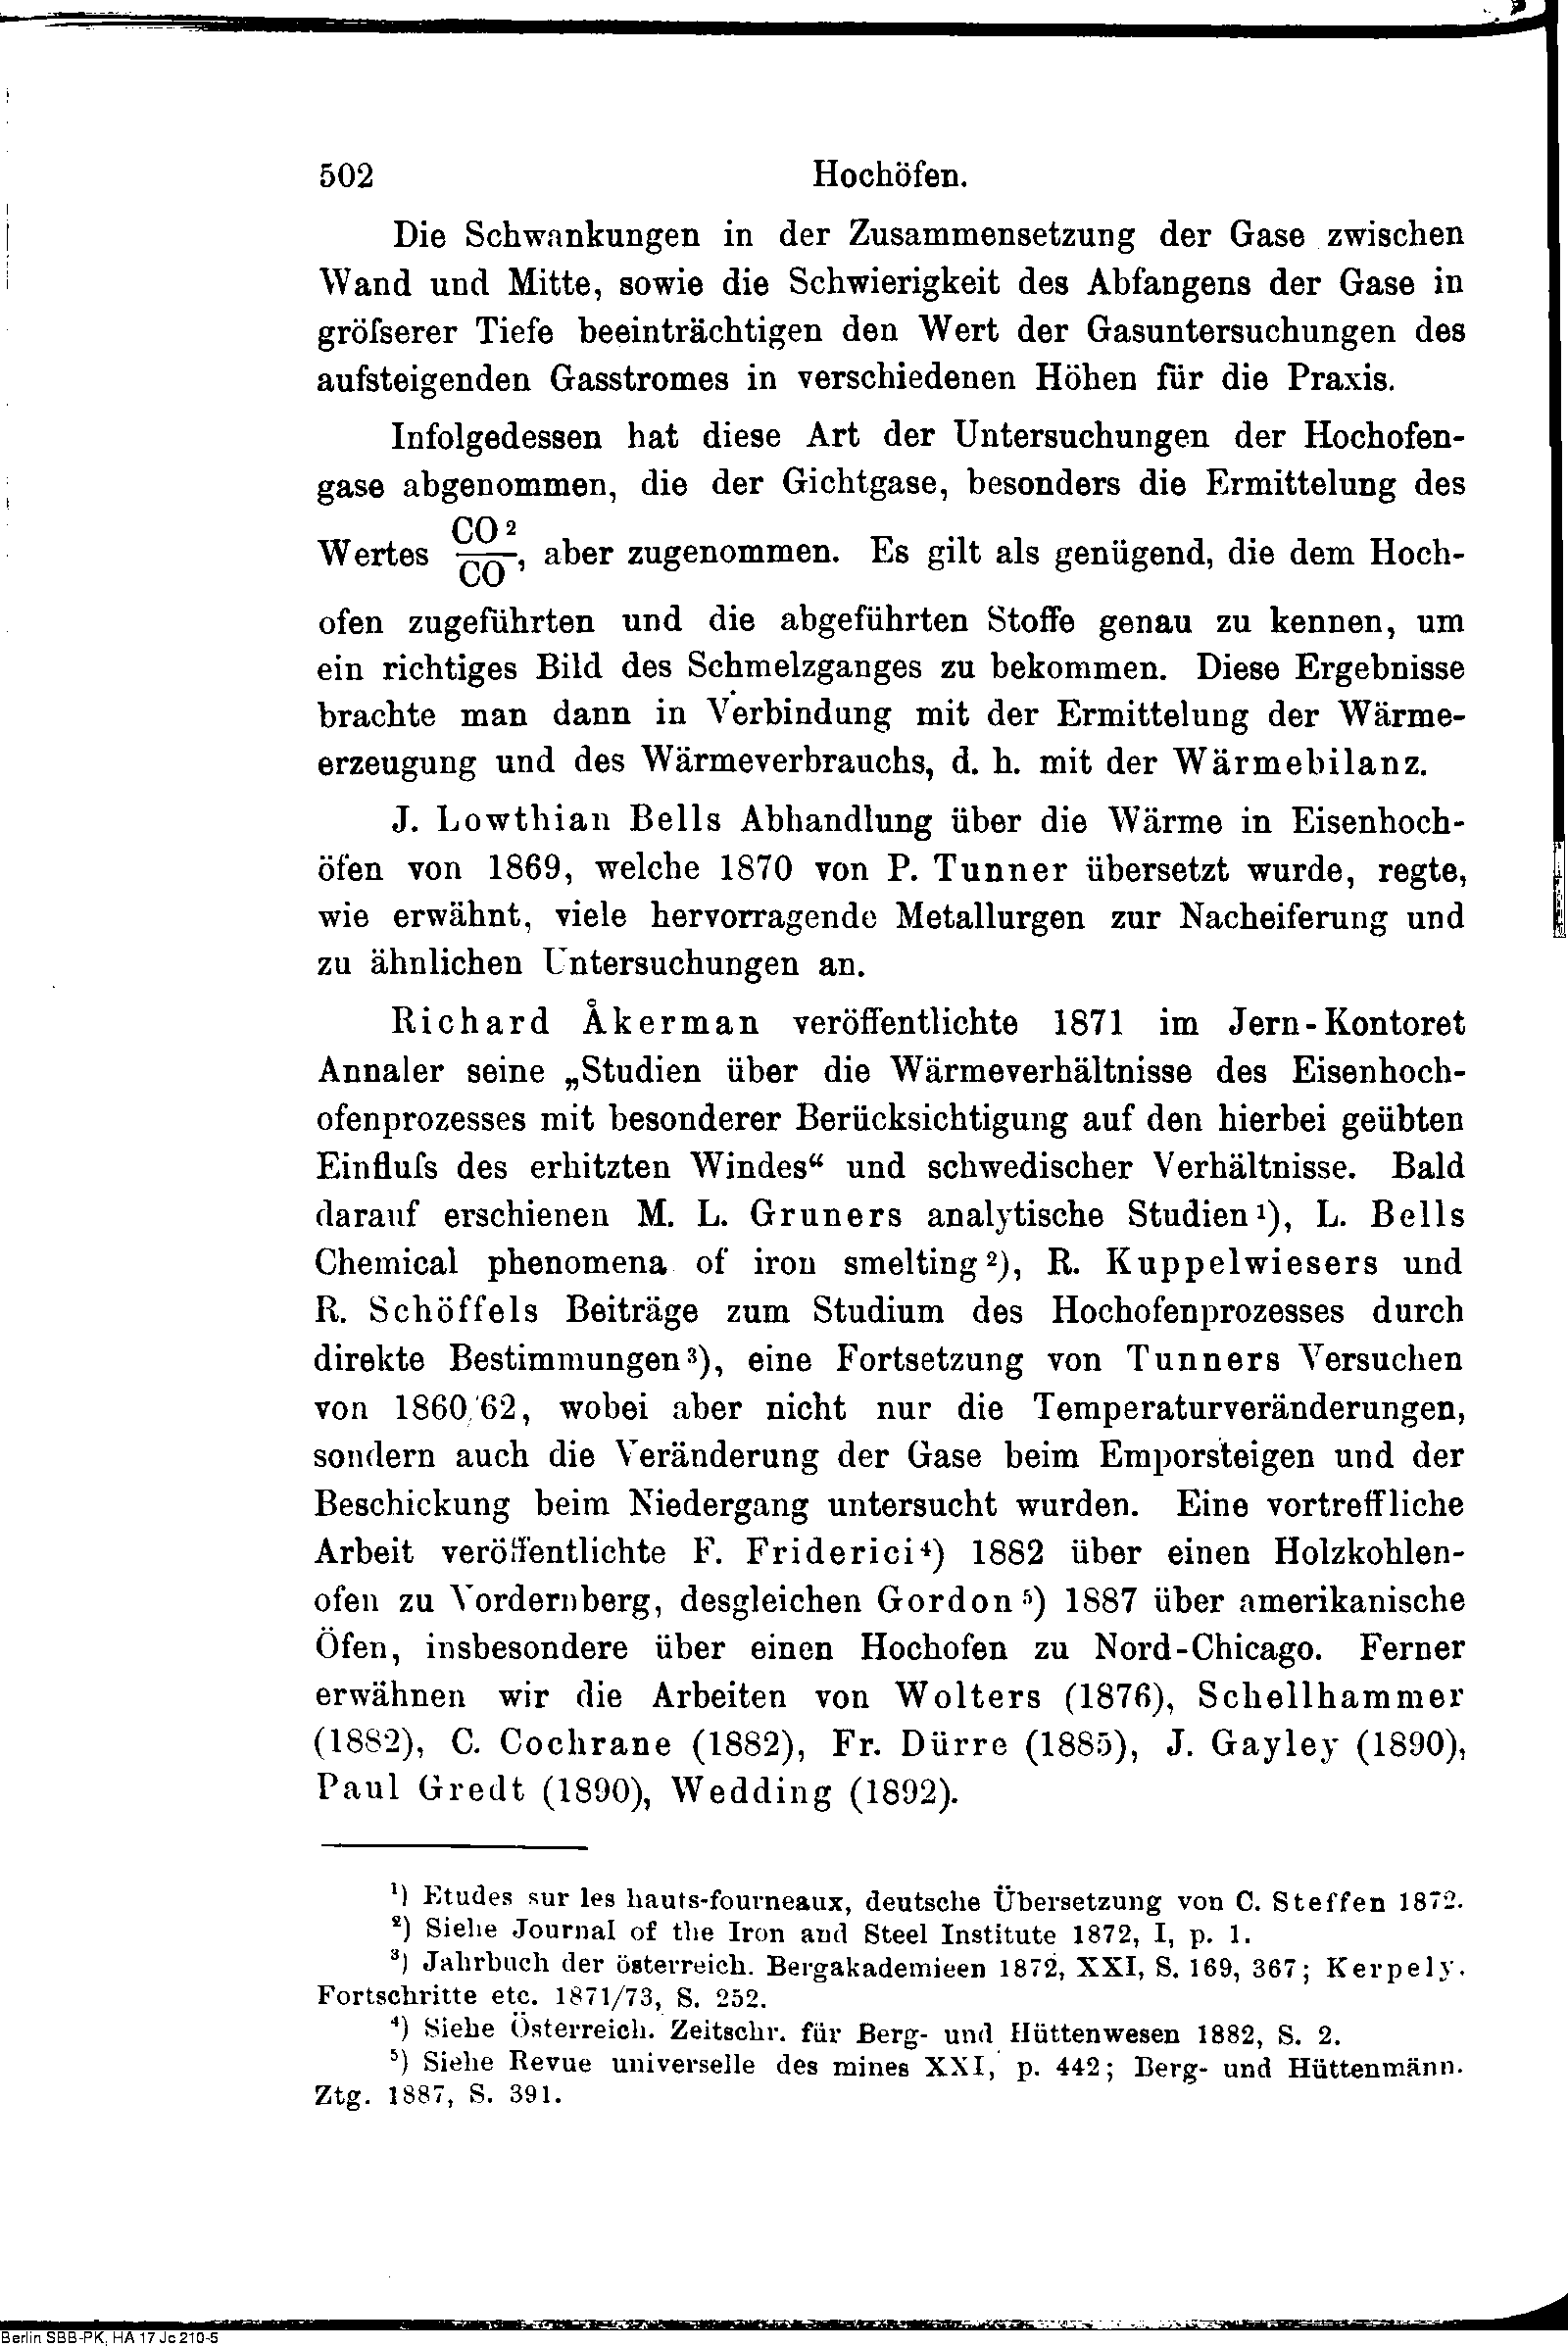 502 Hochöfen.
Die Schwankungen in der Zusammensetzung der Gase zwischen
Wand und Mitte, sowie die Schwierigkeit des Abfangens der Gase in
gröſserer Tiefe beeinträchtigen den Wert der Gasuntersuchungen des
aufsteigenden Gasstromes in verschiedenen Höhen für die Praxis.
Infolgedessen hat diese Art der Untersuchungen der Hochofen-
gase abgenommen, die der Gichtgase, besonders die Ermittelung des
Wertes CO²/CO, aber zugenommen. Es gilt als genügend, die dem Hoch-
ofen zugeführten und die abgeführten Stoffe genau zu kennen, um
ein richtiges Bild des Schmelzganges zu bekommen. Diese Ergebnisse
brachte man dann in Verbindung mit der Ermittelung der Wärme-
erzeugung und des Wärmeverbrauchs, d. h. mit der Wärmebilanz.
J. Lowthian Bells Abhandlung über die Wärme in Eisenhoch-
öfen von 1869, welche 1870 von P. Tunner übersetzt wurde, regte,
wie erwähnt, viele hervorragende Metallurgen zur Nacheiferung und
zu ähnlichen Untersuchungen an.
Richard Åkerman veröffentlichte 1871 im Jern-Kontoret
Annaler seine „Studien über die Wärmeverhältnisse des Eisenhoch-
ofenprozesses mit besonderer Berücksichtigung auf den hierbei geübten
Einfluſs des erhitzten Windes“ und schwedischer Verhältnisse. Bald
darauf erschienen M. L. Gruners analytische Studien¹), L. Bells
Chemical phenomena of iron smelting²), R. Kuppelwiesers und
R. Schöffels Beiträge zum Studium des Hochofenprozesses durch
direkte Bestimmungen³), eine Fortsetzung von Tunners Versuchen
von 1860/62, wobei aber nicht nur die Temperaturveränderungen,
sondern auch die Veränderung der Gase beim Emporsteigen und der
Beschickung beim Niedergang untersucht wurden. Eine vortreffliche
Arbeit veröffentlichte F. Friderici⁴) 1882 über einen Holzkohlen-
ofen zu Vordernberg, desgleichen Gordon⁵) 1887 über amerikanische
Öfen, insbesondere über einen Hochofen zu Nord-Chicago. Ferner
erwähnen wir die Arbeiten von Wolters (1876), Schellhammer
(1882), C. Cochrane (1882), Fr. Dürre (1885), J. Gayley (1890),
Paul Gredt (1890), Wedding (1892).
¹) Etudes sur les hauts-fourneaux, deutsche Übersetzung von C. Steffen 1872.
²) Siehe Journal of the Iron and Steel Institute 1872, I, p. 1.
³) Jahrbuch der österreich. Bergakademieen 1872, XXI, S. 169, 367; Kerpely.
Fortschritte etc. 1871/73, S. 252.
⁴) Siehe Österreich. Zeitschr. für Berg- und Hüttenwesen 1882, S. 2.
⁵) Siehe Revue universelle des mines XXI, p. 442; Berg- und Hüttenmänn.
Ztg. 1887, S. 391.
Berlin SBB-PK, HA 17 Jc 210-5